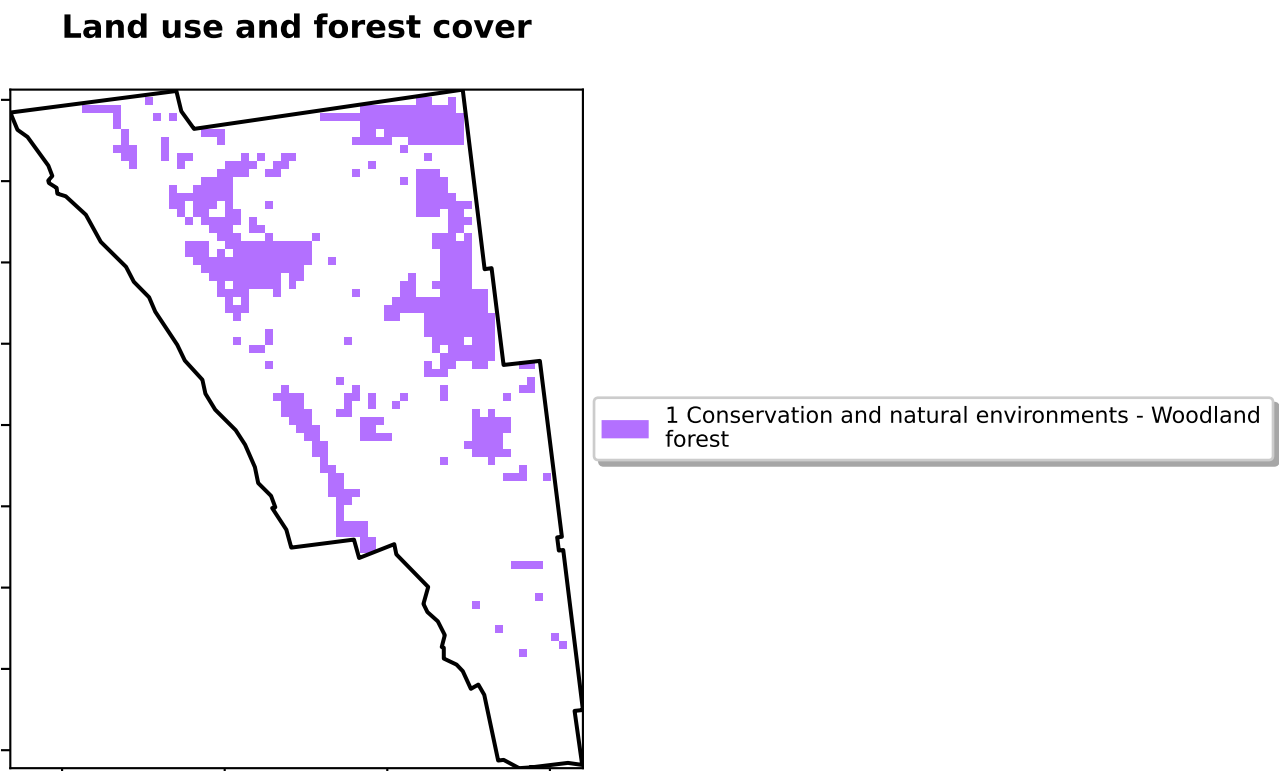 Land use and forest cover
1 Conservation and natural environments - Woodland
forest